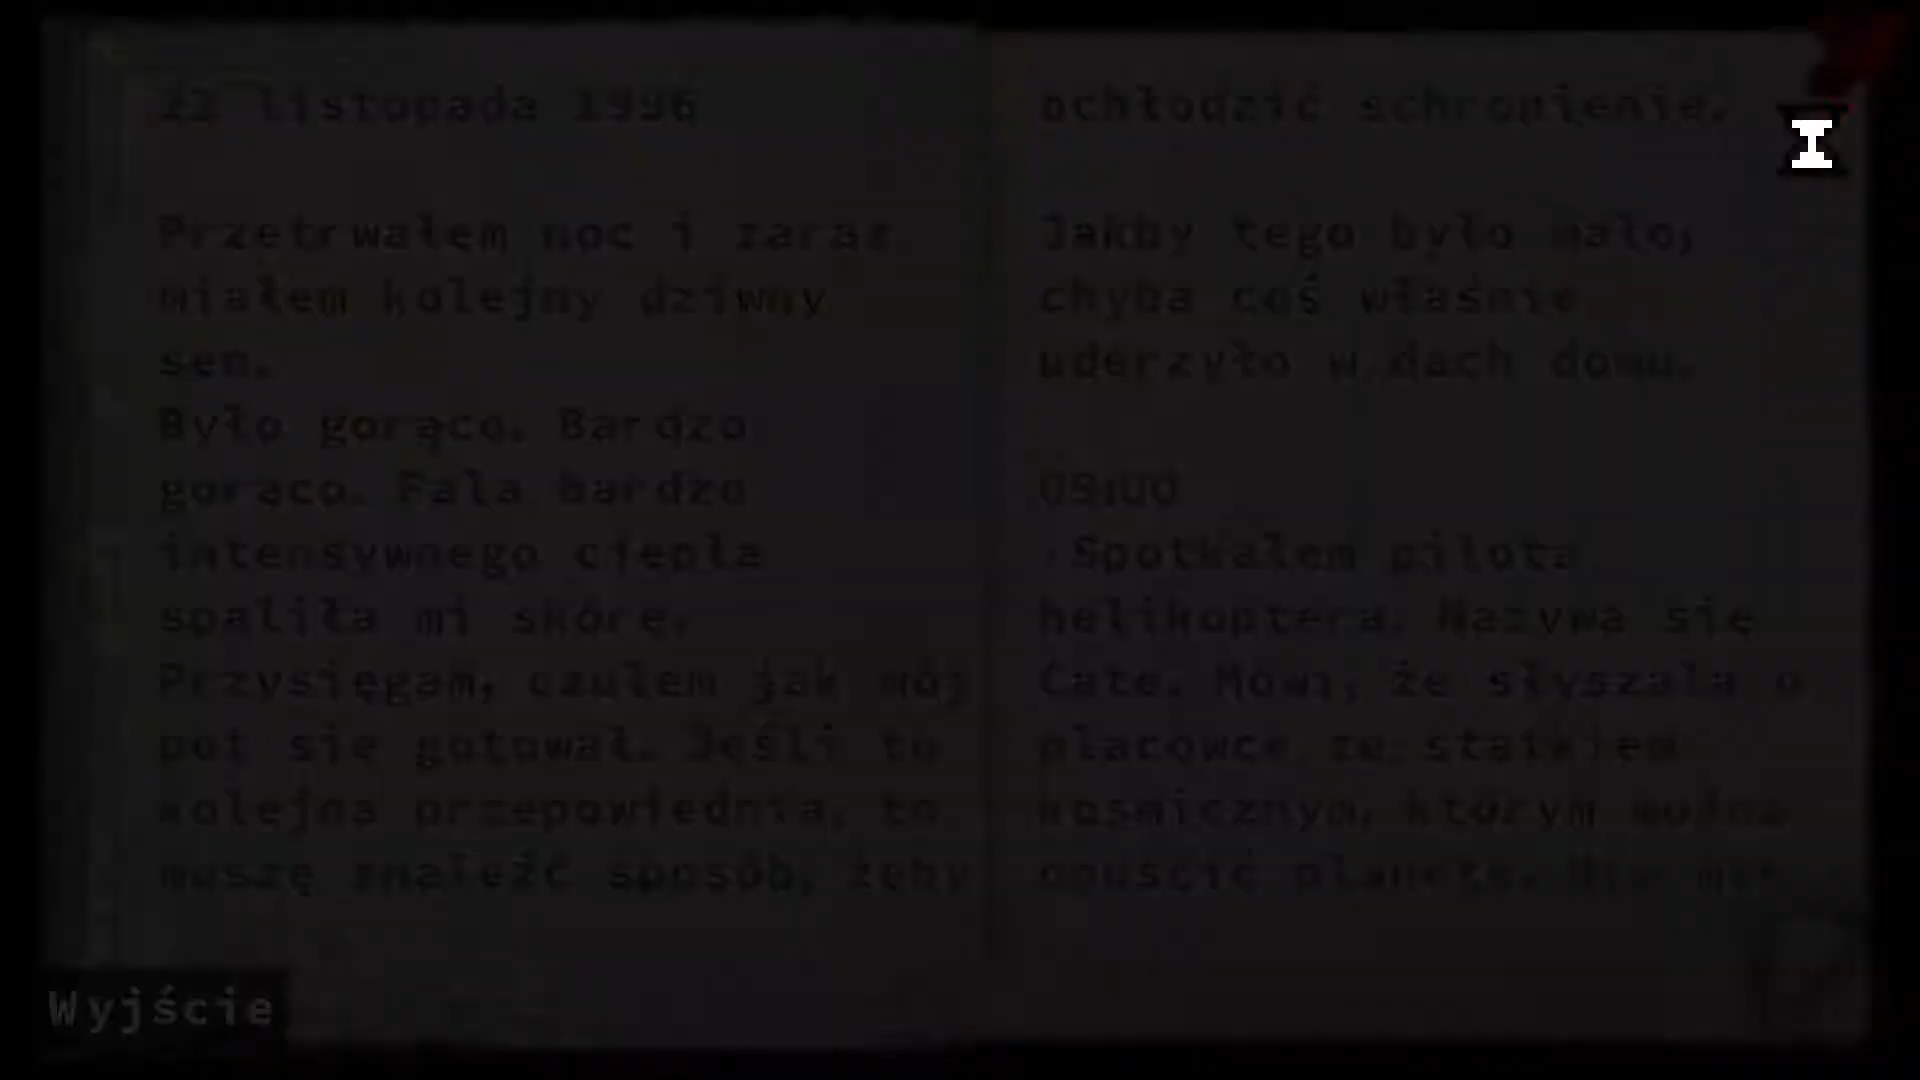 22 listopada 1996
Przetrwałem noc i zaraz
miałem kolejny dziwny
sen.
Było gorąco. Bardzo
gorąco. Fala bardzo
intensywnego ciepła
spaliła mi skórę.
Przysięgam, czułem jak mój
pot się gotował. Jeśli to
kolejna przepowiednia, to
muszę znaleźć sposób, żeby
ochłodzić schronienie.
Jakby tego było mało,
chyba coś właśnie
uderzyło w dach domu.
05:00
Spotkałem pilota
helikoptera. Nazywa się
Cate. Mówi, że słyszała o
placówce ze statkiem
kosmicznym, którym można
opuścić planetę. Nie
Wyjście